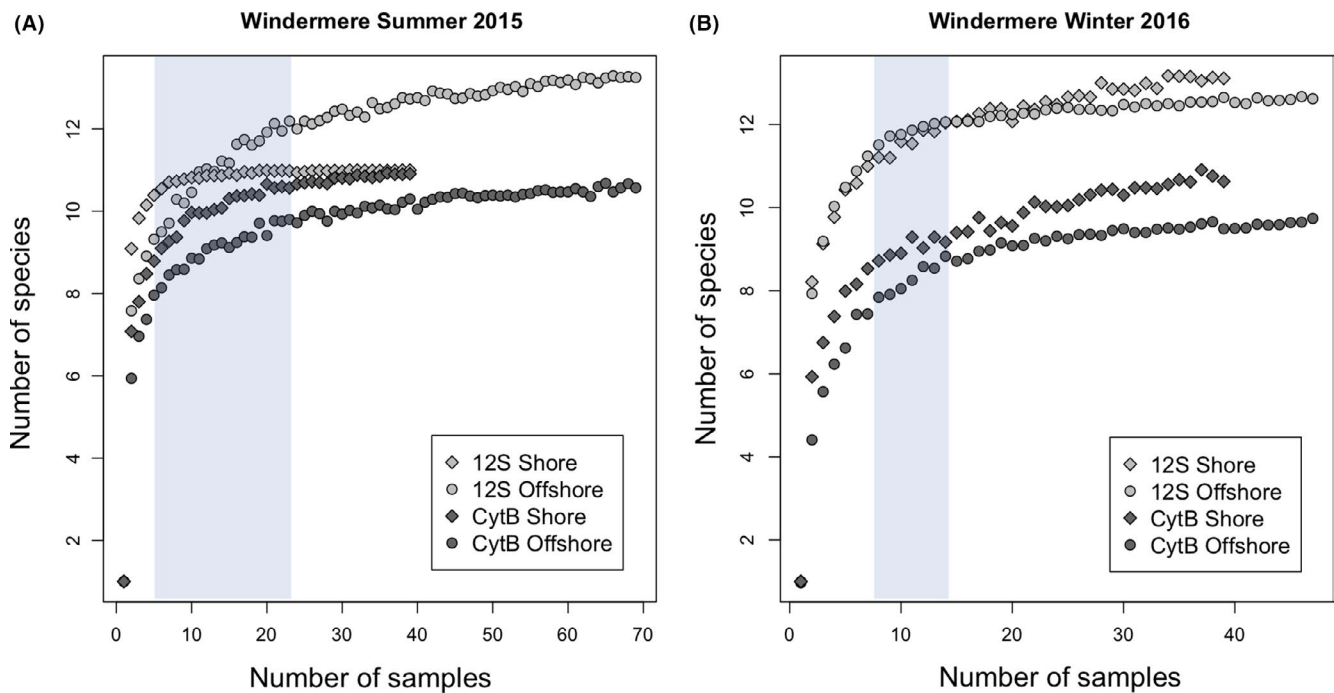 (A)
Windermere Summer 2015
Number of species
12
10
8
6
4
2
12S Shore
12S Offshore
CytB Shore
CytB Offshore
0 10 20 30 40 50 60 70
Number of samples
(B)
Windermere Winter 2016
Number of species
12
10
8
6
4
2
12S Shore
12S Offshore
CytB Shore
CytB Offshore
0 10 20 30 40
Number of samples